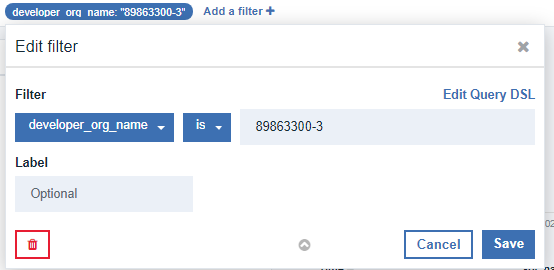 developer_org_name: "89863300-3" Add a filter +
Edit filter
Filter Edit Query DSL
developer_org_name is 89863300-3
Label
Optional
Cancel Save